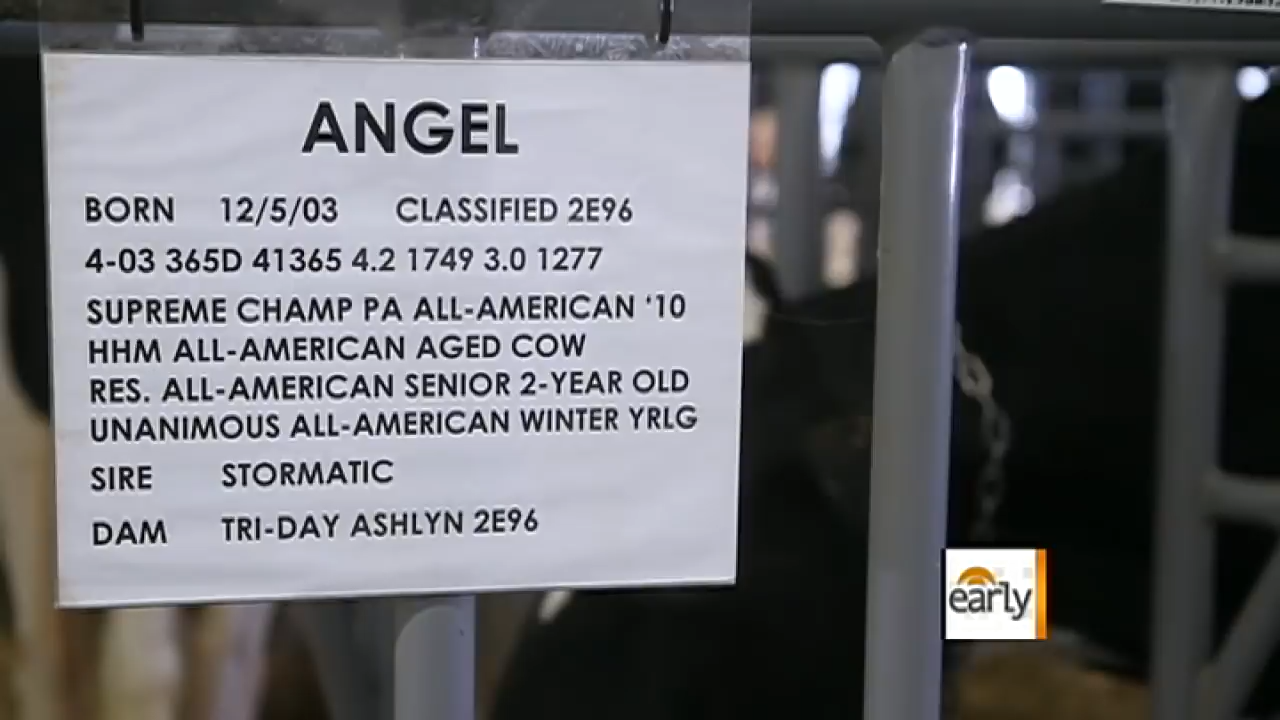 ANGEL
BORN 12/5/03 CLASSIFIED 2E96
4-03 365D 41365 4.2 1749 3.0 1277
SUPREME CHAMP PA ALL-AMERICAN ‘10
HHM ALL-AMERICAN AGED COW
RES. ALL-AMERICAN SENIOR 2-YEAR OLD
UNANIMOUS ALL-AMERICAN WINTER YRLG
SIRE STORMATIC
DAM TRI-DAY ASHLYN 2E96
early